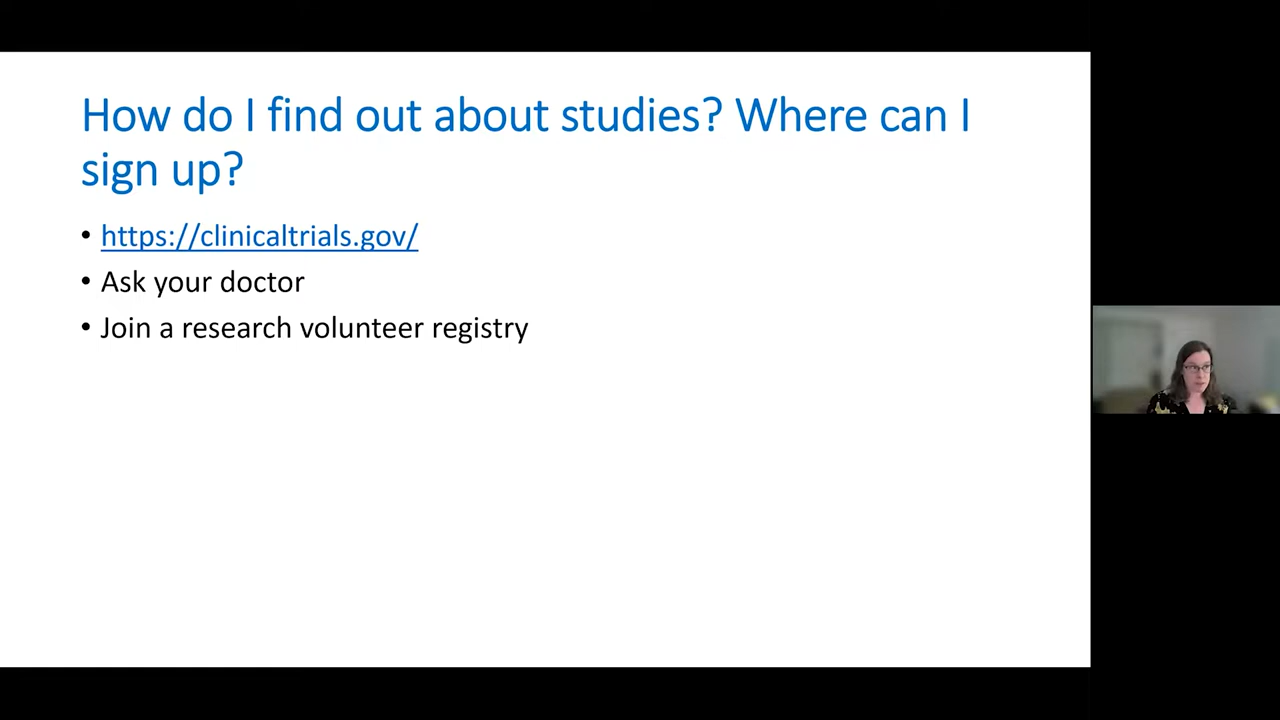 How do I find out about studies? Where can I
sign up?
• https://clinicaltrials.gov/
• Ask your doctor
• Join a research volunteer registry